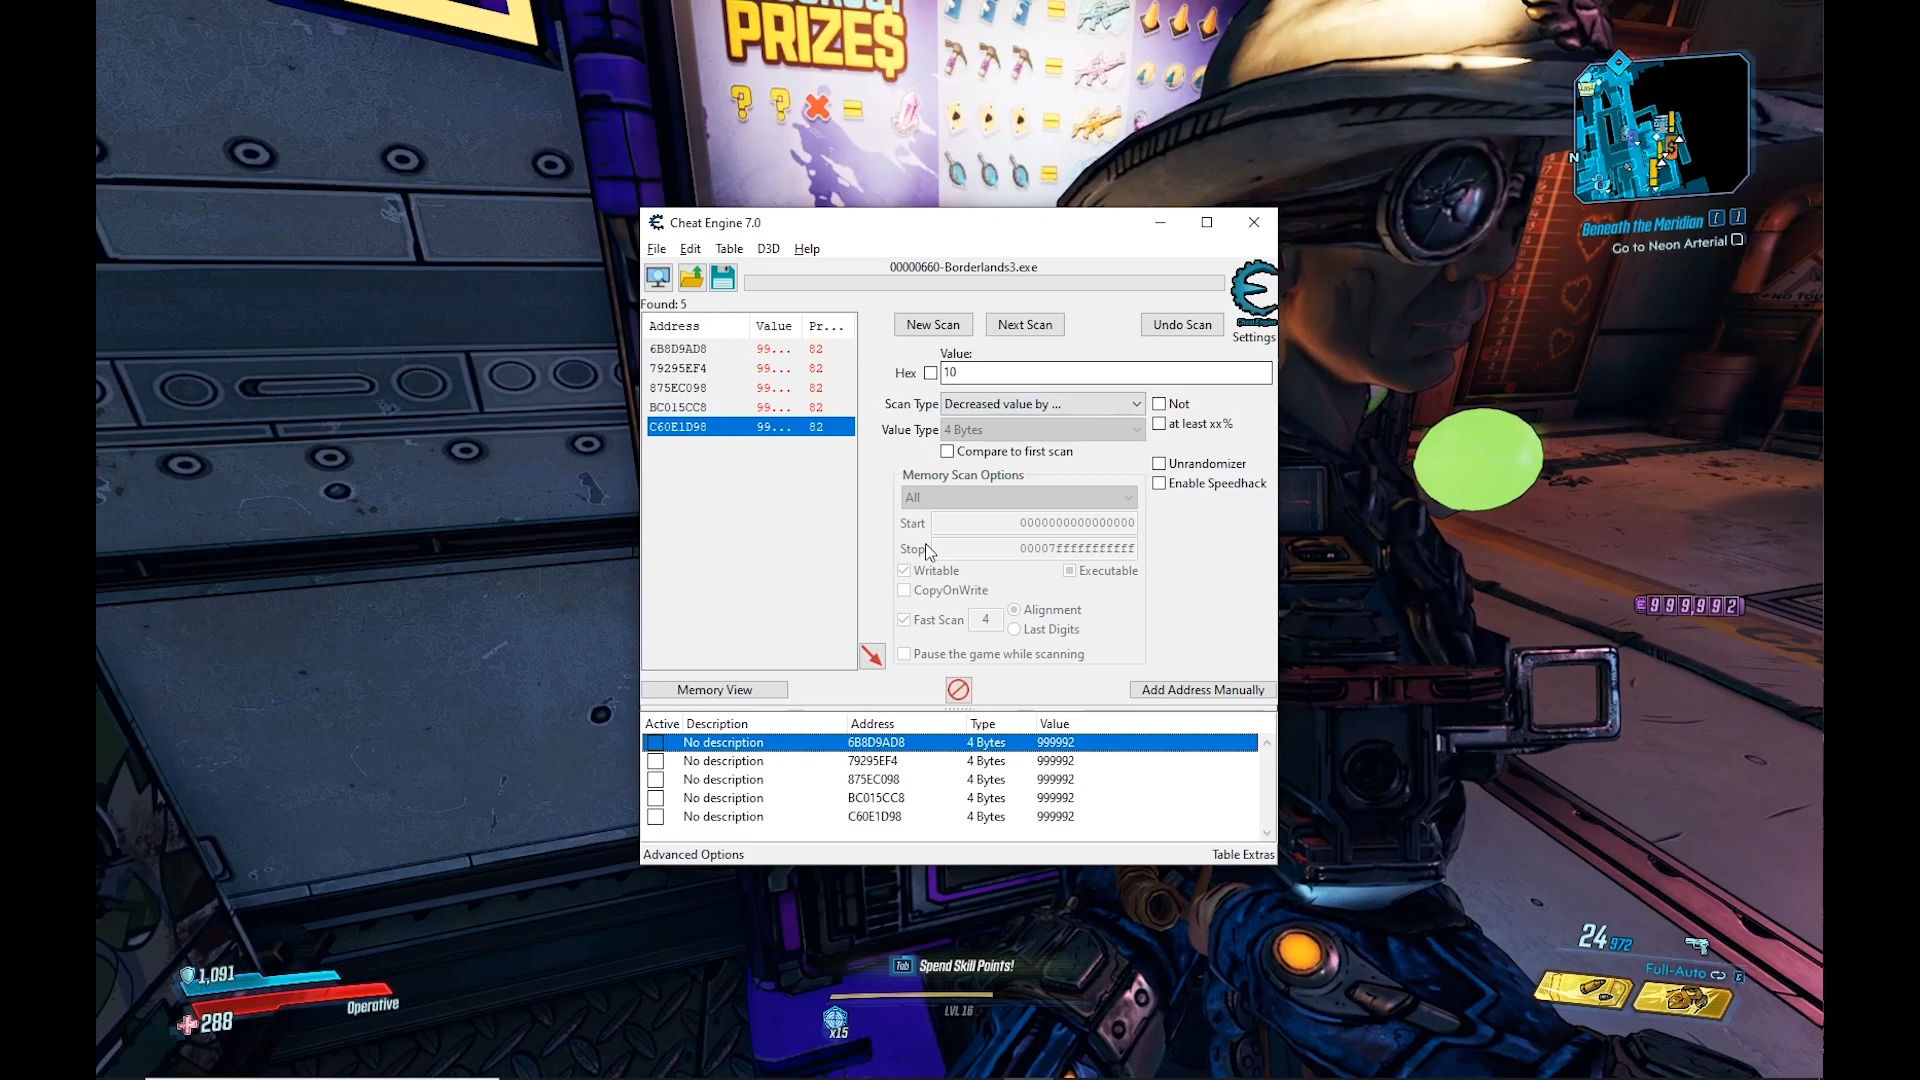 PRIZE$
Beneath the Meridian [ ]
Go to Neon Arterial
N
Cheat Engine 7.0
File Edit Table D3D Help
00000660-Borderlands3.exe
Found: 5
Address Value Pr...
6B8D9AD8 99... 82
79295EF4 99... 82
875EC098 99... 82
BC015CC8 99... 82
C60E1D98 99... 82
New Scan Next Scan Undo Scan
Cheat Engine
Settings
Value:
Hex 10
Scan Type Decreased value by ... Not
Value Type 4 Bytes at least xx%
Compare to first scan
Unrandomizer
Enable Speedhack
Memory Scan Options
All
Start 0000000000000000
Stop 00007fffffffffff
Writable Executable
CopyOnWrite
Fast Scan 4 Alignment
Last Digits
Pause the game while scanning
Memory View Add Address Manually
Active Description Address Type Value
No description 6B8D9AD8 4 Bytes 999992
No description 79295EF4 4 Bytes 999992
No description 875EC098 4 Bytes 999992
No description BC015CC8 4 Bytes 999992
No description C60E1D98 4 Bytes 999992
Advanced Options Table Extras
999,992
24 972
Full-Auto
1,091
288
Operative
Tab Spend Skill Points!
LVL 16
x15